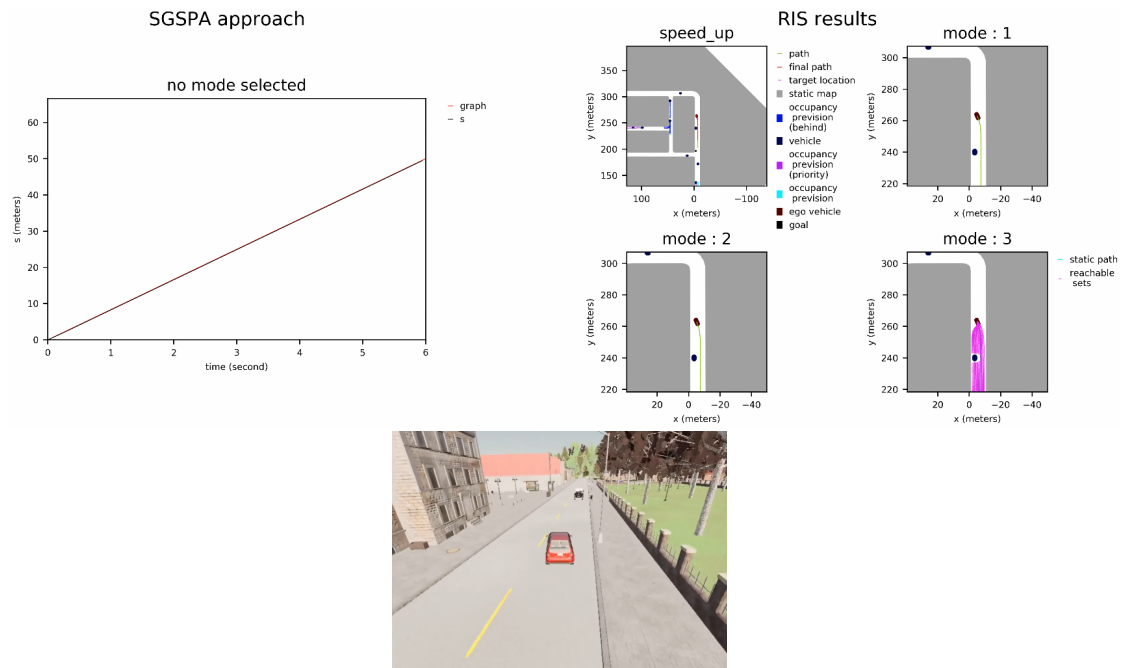 SGSPA approach
no mode selected
graph
s
60
50
40
30
20
10
0
s (meters)
0 1 2 3 4 5 6
time (second)
RIS results
speed_up
350
300
250
200
150
y (meters)
100 0 −100
x (meters)
path
final path
target location
static map
occupancy
prevision
(behind)
vehicle
occupancy
prevision
(priority)
occupancy
prevision
ego vehicle
goal
mode : 1
300
280
260
240
220
y (meters)
20 0 −20 −40
x (meters)
mode : 2
300
280
260
240
220
y (meters)
20 0 −20 −40
x (meters)
mode : 3
300
280
260
240
220
y (meters)
20 0 −20 −40
x (meters)
static path
reachable
sets